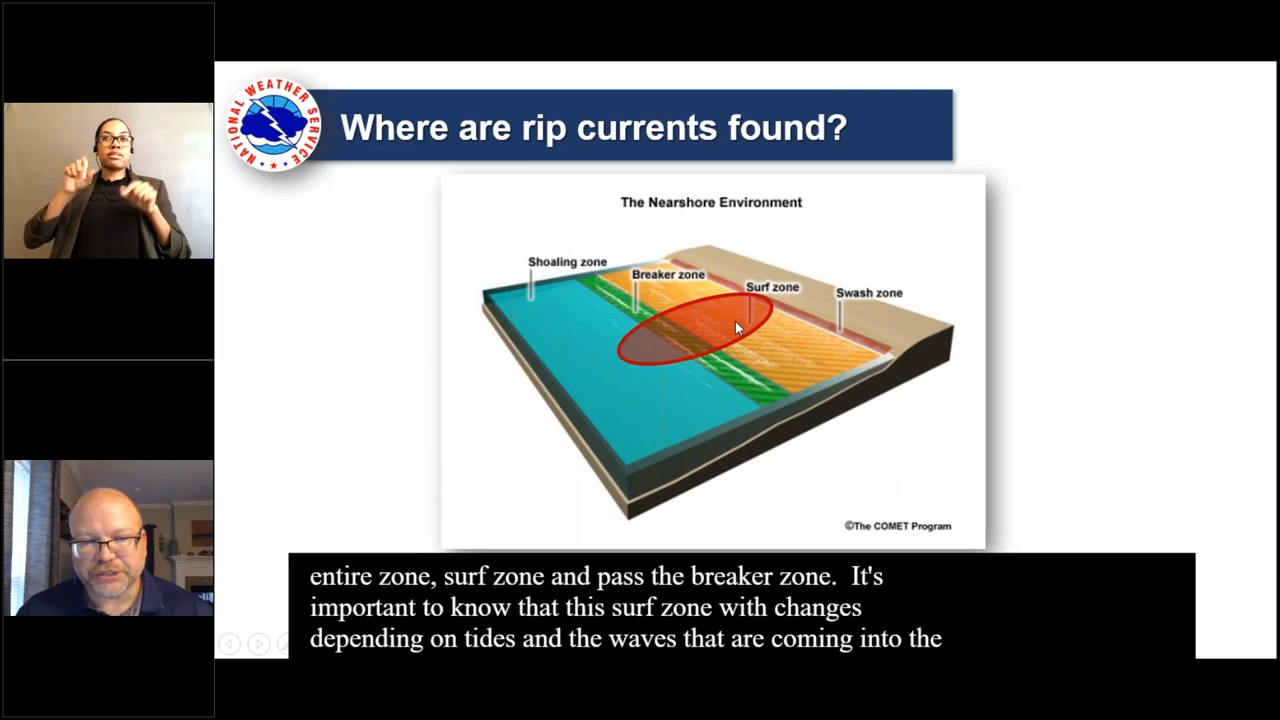 NATIONAL WEATHER SERVICE
Where are rip currents found?
The Nearshore Environment
Shoaling zone
Breaker zone
Surf zone
Swash zone
©The COMET Program
entire zone, surf zone and pass the breaker zone.  It's
important to know that this surf zone with changes
depending on tides and the waves that are coming into the